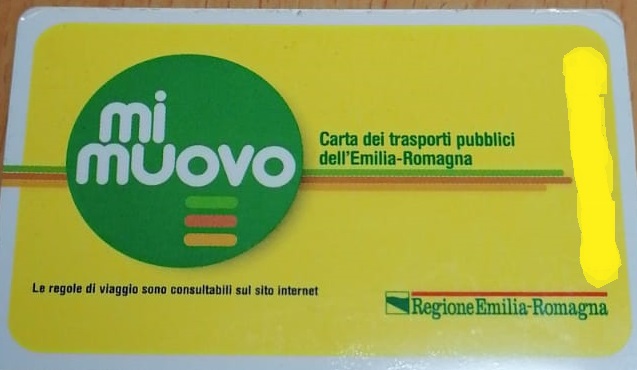 mi
muovo
Carta dei trasporti pubblici
dell'Emilia-Romagna
Le regole di viaggio sono consultabili sul sito internet
RegioneEmilia-Romagna